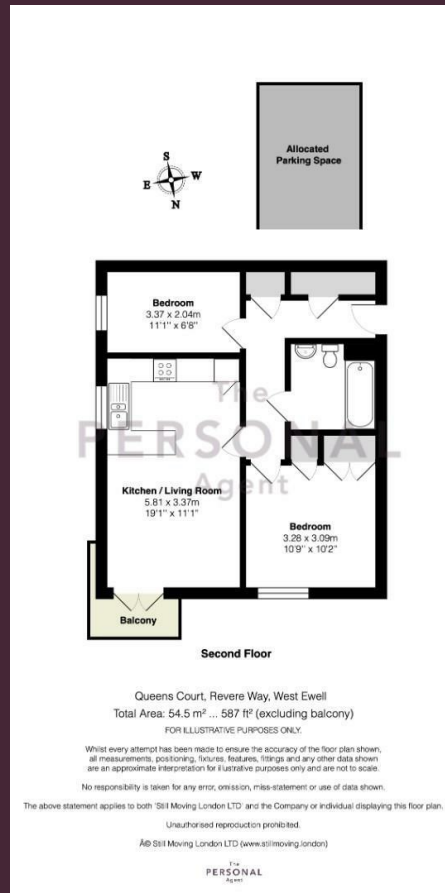 Allocated
Parking Space
S
E
W
N
Bedroom
3.37 x 2.04m
11'1" x 6'8"
The
PERSONAL
Agent
Kitchen / Living Room
5.81 x 3.37m
19'1" x 11'1"
Bedroom
3.28 x 3.09m
10'9" x 10'2"
Balcony
Second Floor
Queens Court, Revere Way, West Ewell
Total Area: 54.5 m² ... 587 ft² (excluding balcony)
FOR ILLUSTRATIVE PURPOSES ONLY.
Whilst every attempt has been made to ensure the accuracy of the floor plan shown,
all measurements, positioning, fixtures, features, fittings and any other data shown
are an approximate interpretation for illustrative purposes only and are not to scale.
No responsibility is taken for any error, omission, miss-statement or use of data shown.
The above statement applies to both 'Still Moving London LTD' and the Company or individual displaying this floor plan.
Unauthorised reproduction prohibited.
Â© Still Moving London LTD (www.stillmoving.london)
The
PERSONAL
Agent